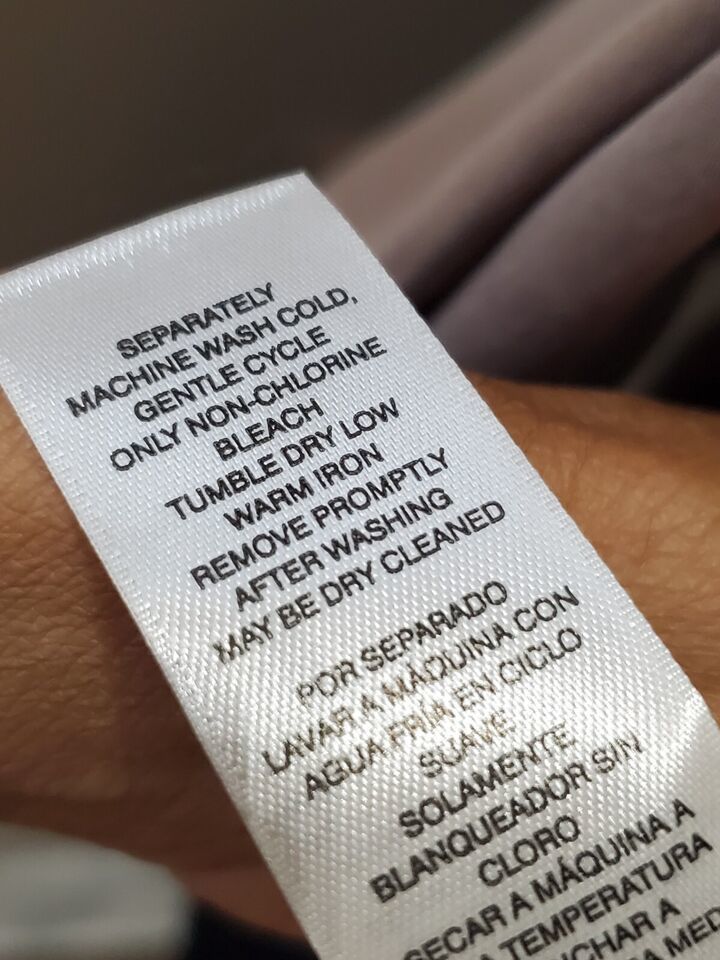 SEPARATELY
MACHINE WASH COLD,
GENTLE CYCLE
ONLY NON-CHLORINE
BLEACH
TUMBLE DRY LOW
WARM IRON
REMOVE PROMPTLY
AFTER WASHING
MAY BE DRY CLEANED
POR SEPARADO
LAVAR A MÁQUINA CON
AGUA FRIA EN CICLO
SUAVE
SOLAMENTE
BLANQUEADOR SIN
CLORO
SECAR A MÁQUINA A
TEMPERATURA